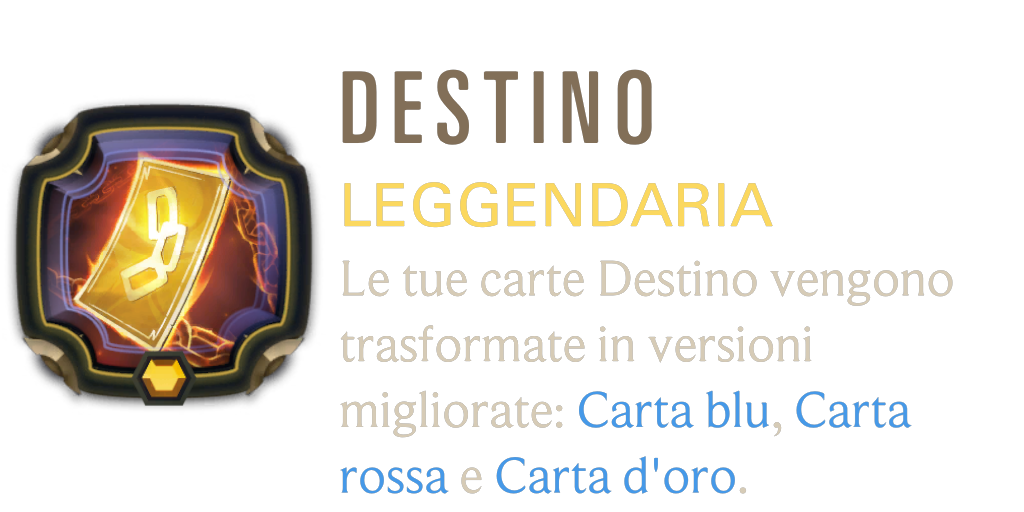 DESTINO
LEGGENDARIA
Le tue carte Destino vengono
trasformate in versioni
migliorate: Carta blu, Carta
rossa e Carta d'oro.